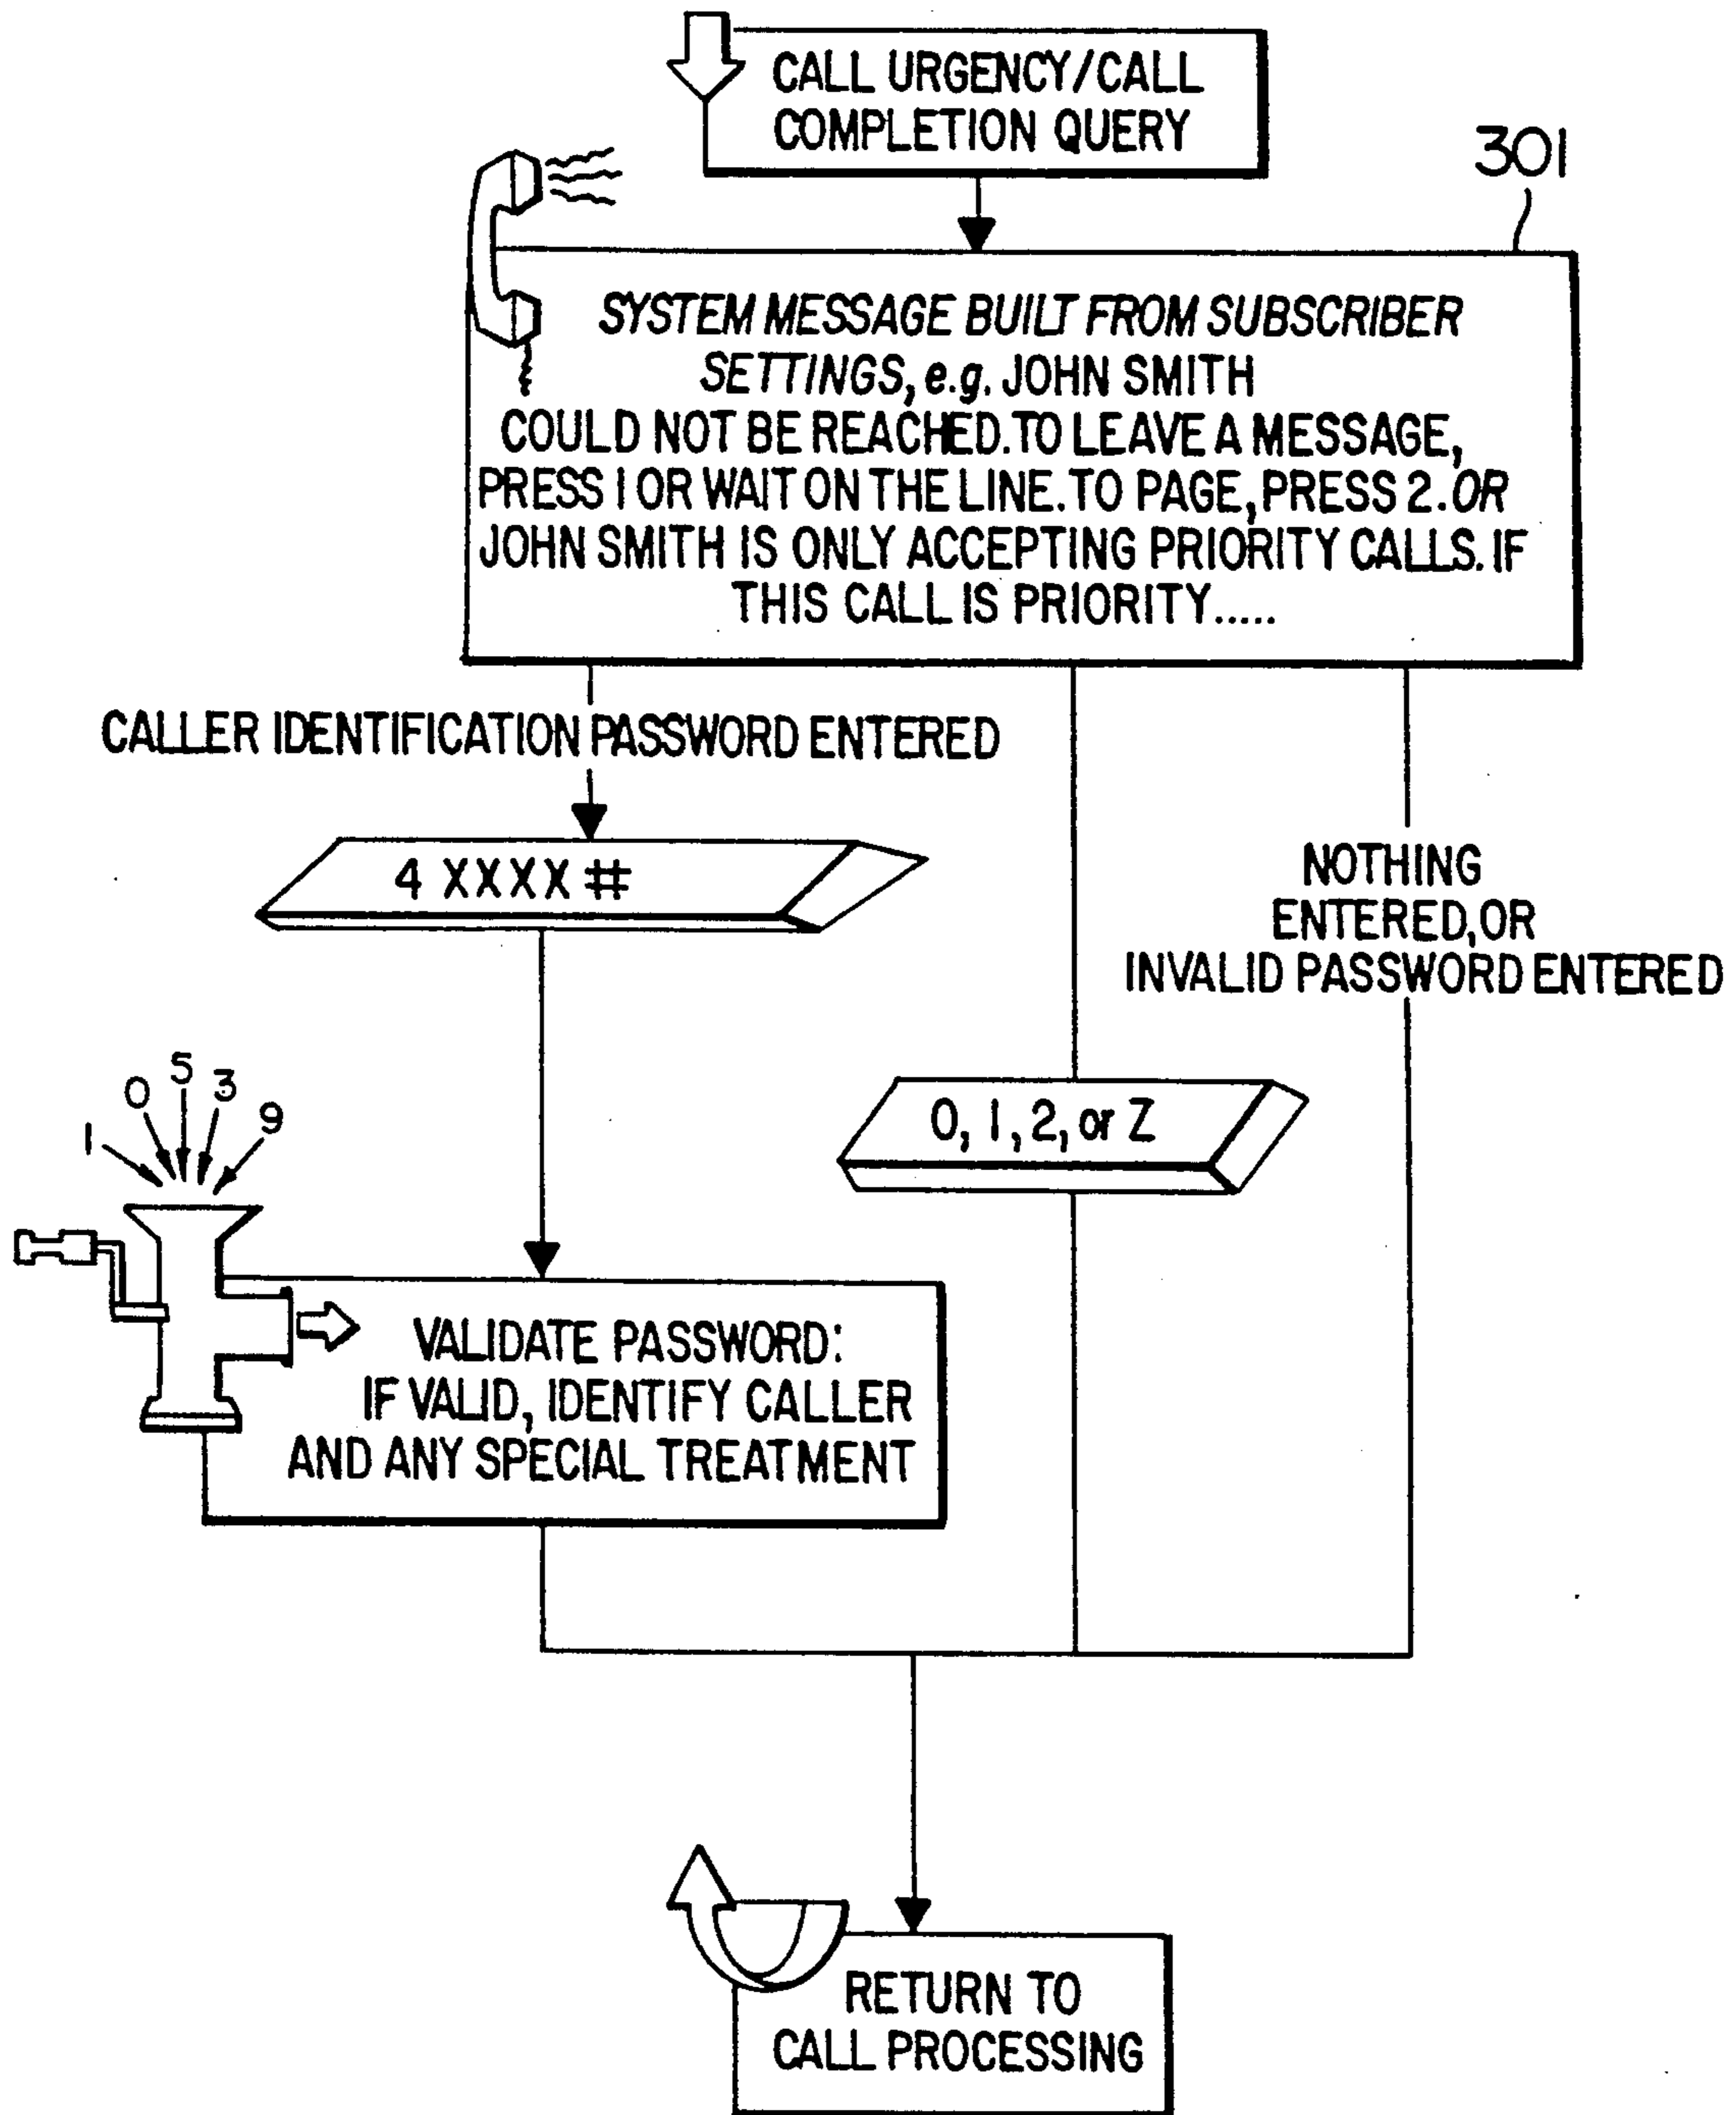 CALL URGENCY/CALL
COMPLETION QUERY
301
SYSTEM MESSAGE BUILT FROM SUBSCRIBER
SETTINGS, e.g. JOHN SMITH
COULD NOT BE REACHED. TO LEAVE A MESSAGE,
PRESS 1 OR WAIT ON THE LINE. TO PAGE, PRESS 2. OR
JOHN SMITH IS ONLY ACCEPTING PRIORITY CALLS. IF
THIS CALL IS PRIORITY.....
CALLER IDENTIFICATION PASSWORD ENTERED
4 XXXX #
NOTHING
ENTERED, OR
INVALID PASSWORD ENTERED
1 0 5 3 9
0, 1, 2, or Z
VALIDATE PASSWORD:
IF VALID, IDENTIFY CALLER
AND ANY SPECIAL TREATMENT
RETURN TO
CALL PROCESSING